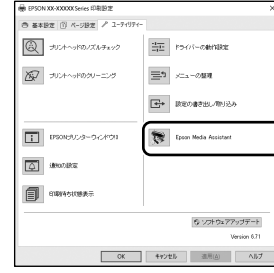 EPSON XX-XXXXX Series 印刷設定
基本設定 ページ設定 ユーティリティー
プリントヘッドのノズルチェック
ドライバーの動作設定
プリントヘッドのクリーニング
メニューの整理
設定の書き出し/取り込み
EPSONプリンターウィンドウ!3
Epson Media Assistant
通知の設定
印刷待ち状態表示
ソフトウェアアップデート
Version 6.71
OK キャンセル 適用(A) ヘルプ